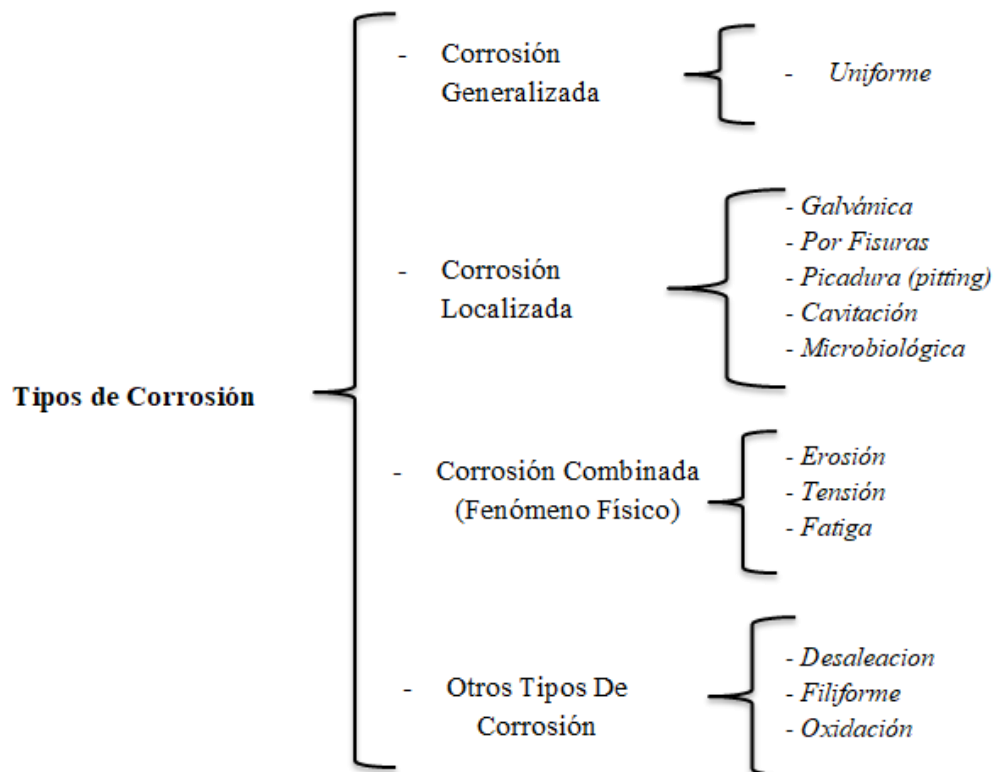 Tipos de Corrosión
- Corrosión
Generalizada
- Uniforme
- Corrosión
Localizada
- Galvánica
- Por Fisuras
- Picadura (pitting)
- Cavitación
- Microbiológica
- Corrosión Combinada
(Fenómeno Físico)
- Erosión
- Tensión
- Fatiga
- Otros Tipos De
Corrosión
- Desaleacion
- Filiforme
- Oxidación